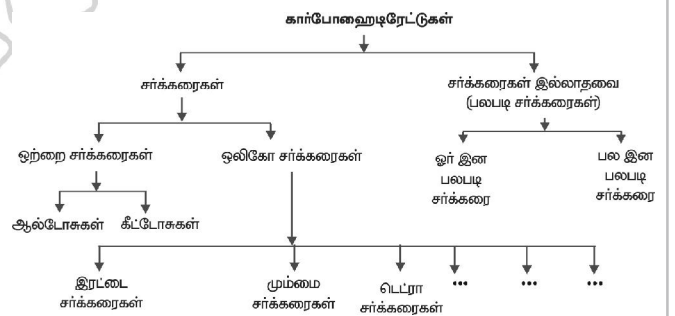 கார்போஹைடிரேட்டுகள்
சர்க்கரைகள்
சர்க்கரைகள் இல்லாதவை
(பலபடி சர்க்கரைகள்)
ஒற்றை சர்க்கரைகள்
ஒலிகோ சர்க்கரைகள்
ஓர் இன
பலபடி
சர்க்கரை
பல இன
பலபடி
சர்க்கரை
ஆல்டோசுகள்
கீட்டோசுகள்
இரட்டை
சர்க்கரைகள்
மும்மை
சர்க்கரைகள்
டெட்ரா
சர்க்கரைகள்
...
...
...